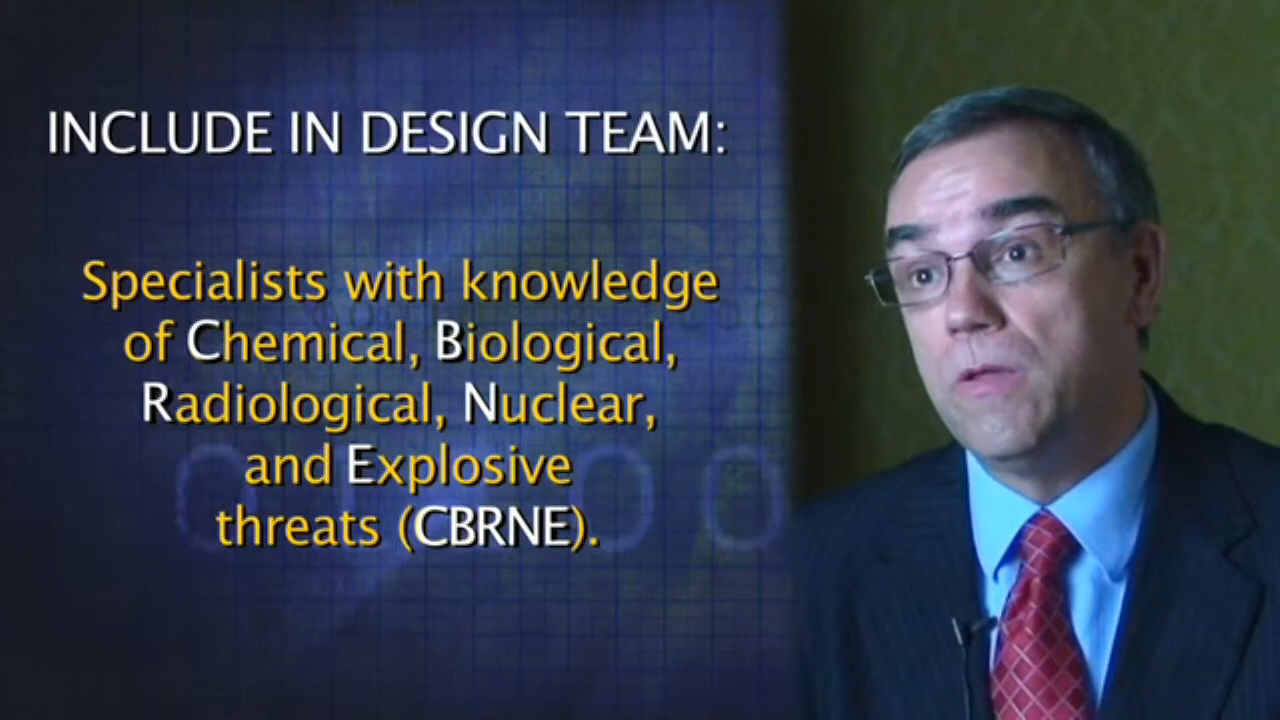 INCLUDE IN DESIGN TEAM:
Specialists with knowledge
of Chemical, Biological,
Radiological, Nuclear,
and Explosive
threats (CBRNE).